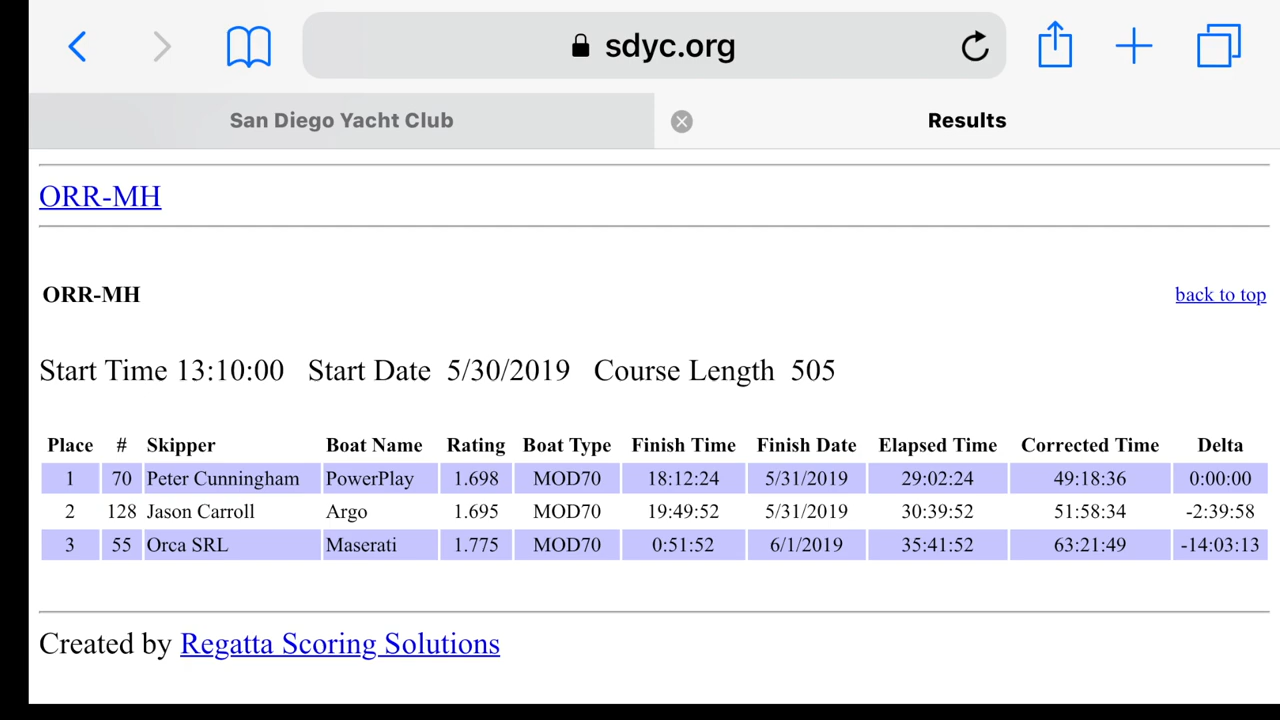 sdyc.org
San Diego Yacht Club
Results
ORR-MH
ORR-MH
back to top
Start Time 13:10:00 Start Date 5/30/2019 Course Length 505
Place # Skipper Boat Name Rating Boat Type Finish Time Finish Date Elapsed Time Corrected Time Delta
1 70 Peter Cunningham PowerPlay 1.698 MOD70 18:12:24 5/31/2019 29:02:24 49:18:36 0:00:00
2 128 Jason Carroll Argo 1.695 MOD70 19:49:52 5/31/2019 30:39:52 51:58:34 -2:39:58
3 55 Orca SRL Maserati 1.775 MOD70 0:51:52 6/1/2019 35:41:52 63:21:49 -14:03:13
Created by Regatta Scoring Solutions